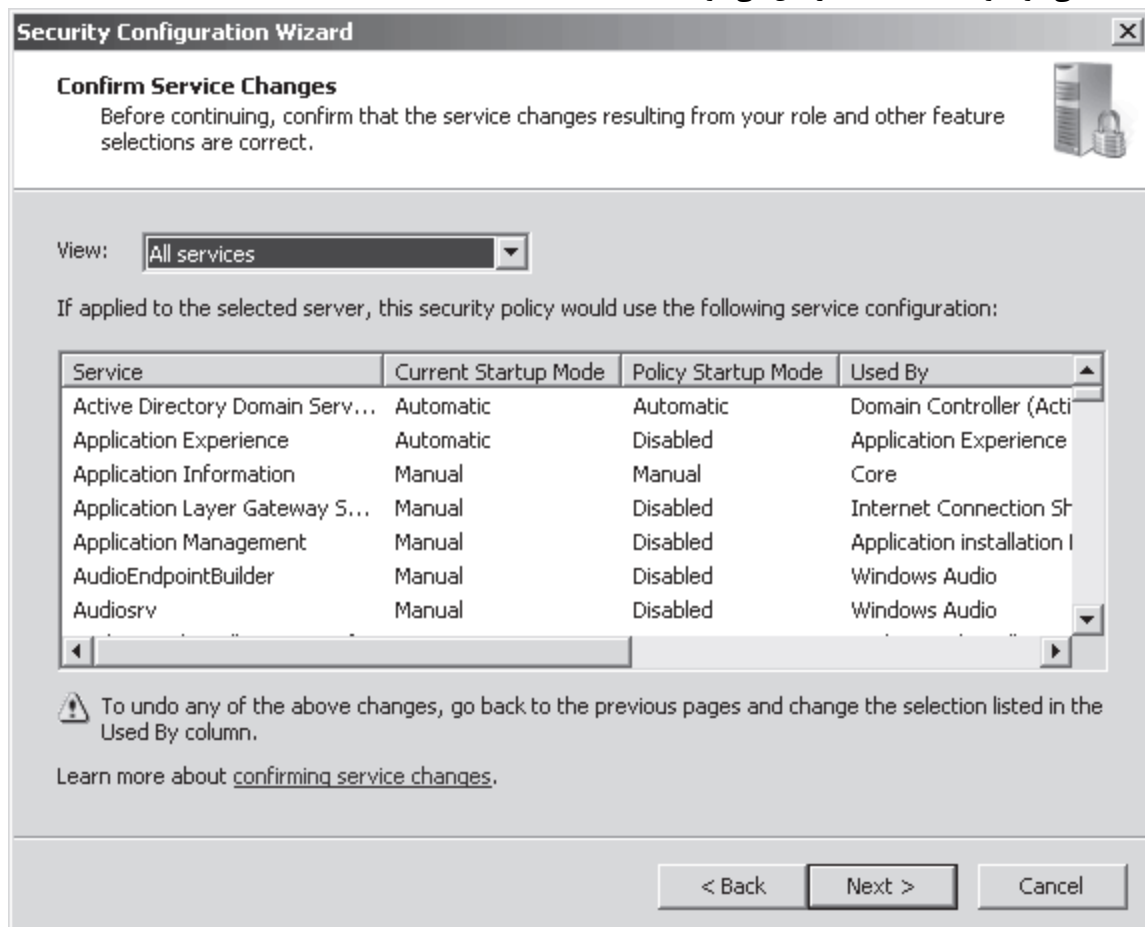 Security Configuration Wizard
Confirm Service Changes
Before continuing, confirm that the service changes resulting from your role and other feature
selections are correct.
View: All services
If applied to the selected server, this security policy would use the following service configuration:
Service Current Startup Mode Policy Startup Mode Used By
Active Directory Domain Serv... Automatic Automatic Domain Controller (Acti
Application Experience Automatic Disabled Application Experience
Application Information Manual Manual Core
Application Layer Gateway S... Manual Disabled Internet Connection Sh
Application Management Manual Disabled Application installation
AudioEndpointBuilder Manual Disabled Windows Audio
Audiosrv Manual Disabled Windows Audio
To undo any of the above changes, go back to the previous pages and change the selection listed in the
Used By column.
Learn more about confirming service changes.
< Back Next > Cancel